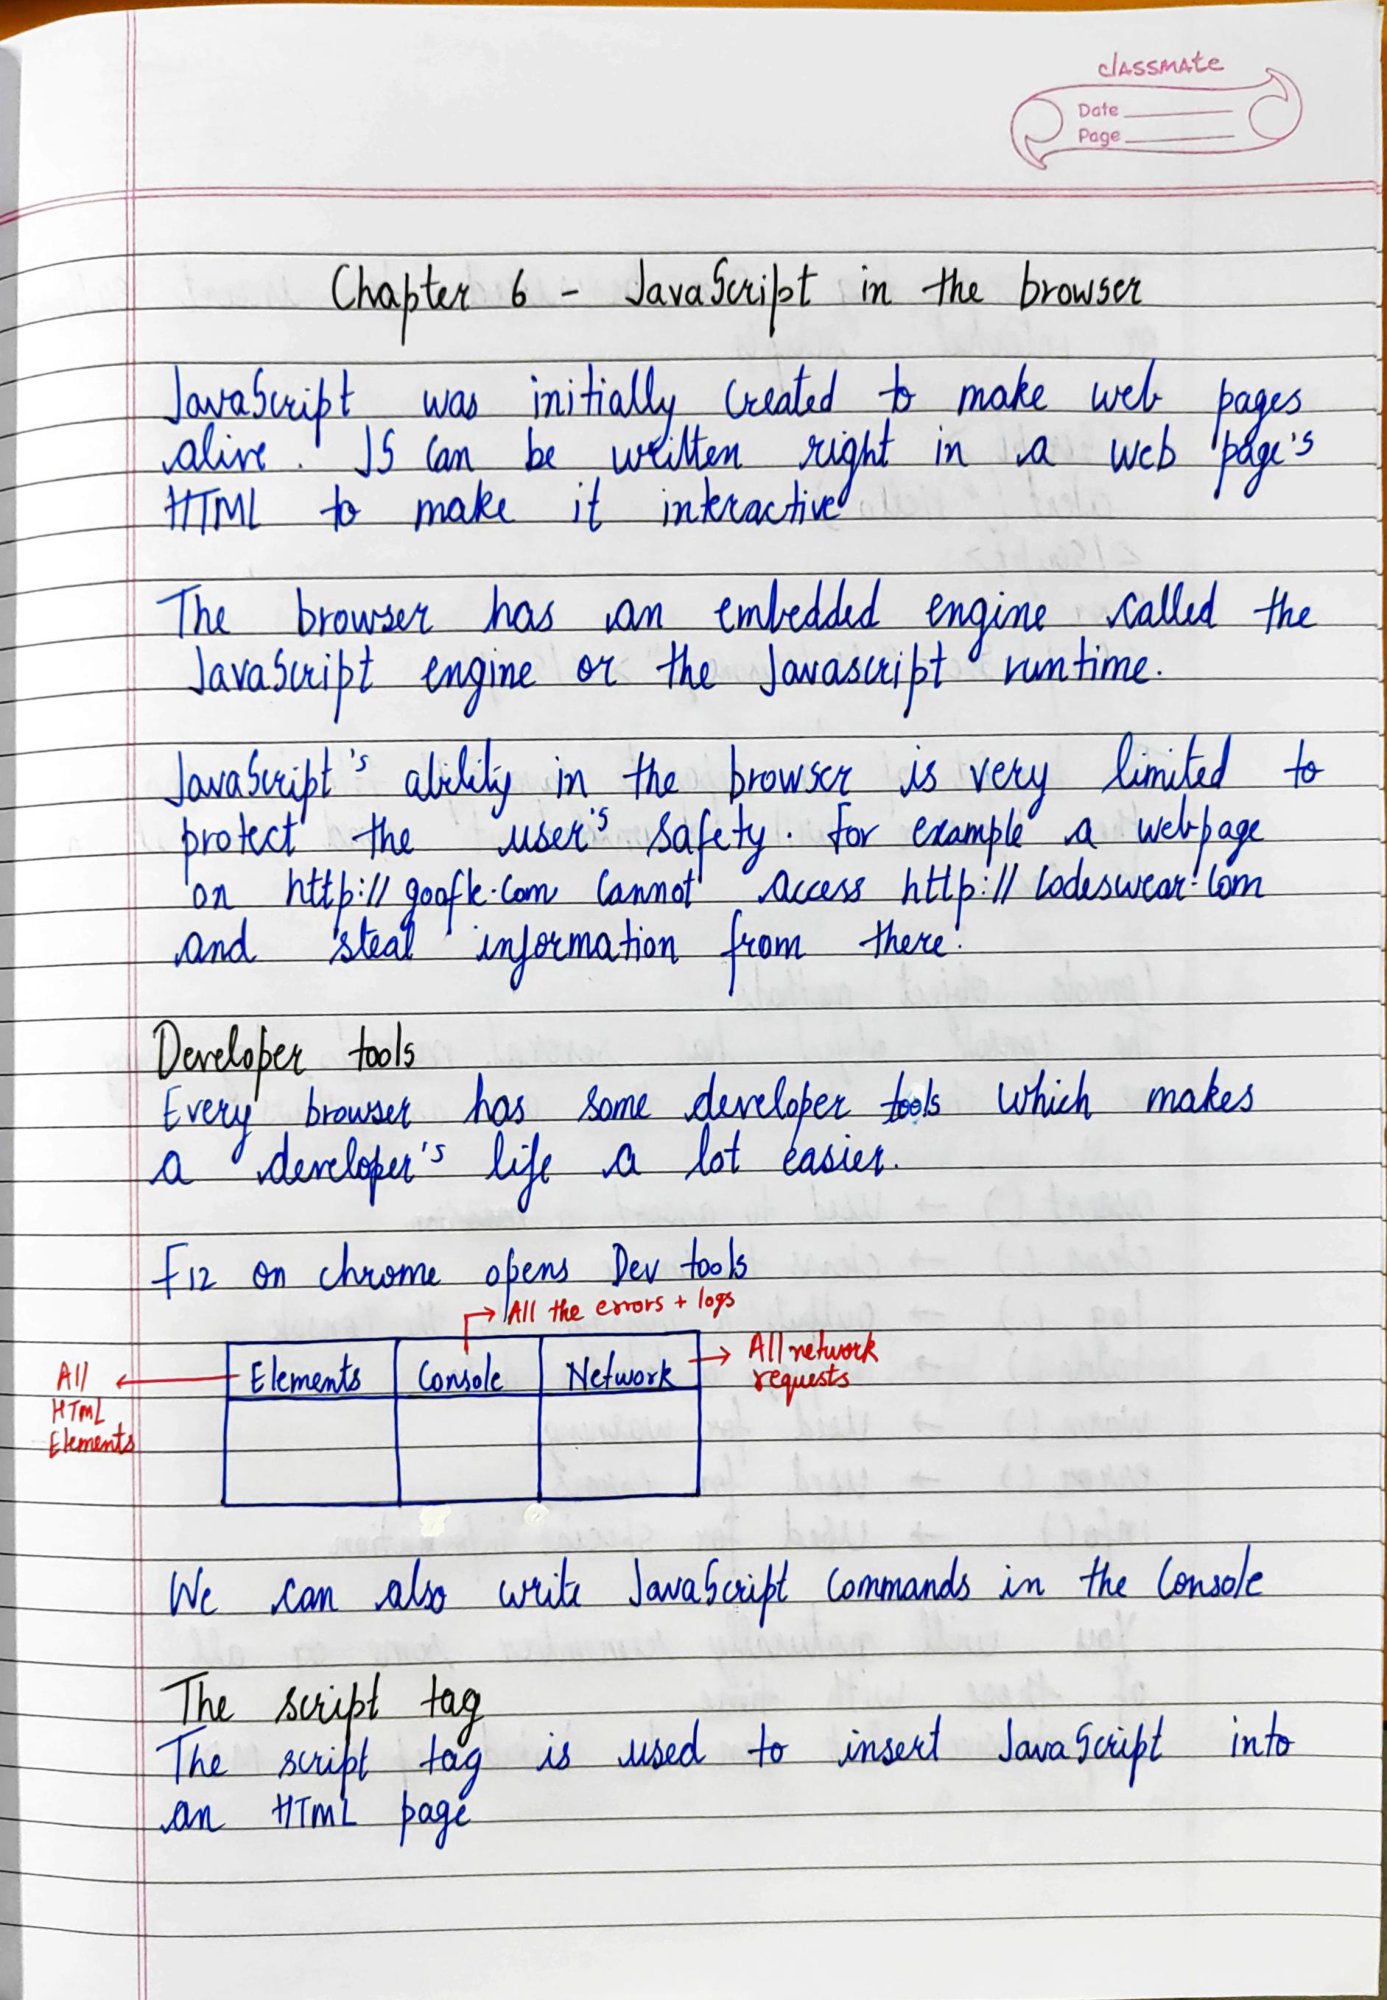 classmate
Date
Page
Chapter 6 - JavaScript in the browser
JavaScript was initially created to make web pages
alive. JS can be written right in a web page's
HTML to make it interactive
The browser has an embedded engine called the
JavaScript engine or the Javascript runtime.
JavaScript's ability in the browser is very limited to
protect the user's safety. For example a webpage
on http://goofle.com cannot access http://codeswear.com
and steal information from there.
Developer tools
Every browser has some developer tools which makes
a developer's life a lot easier.
F12 on chrome opens Dev tools
All the errors + logs
All
HTML
Elements
Elements Console Network
All network
requests
We can also write JavaScript commands in the Console
The script tag
The script tag is used to insert JavaScript into
an HTML page